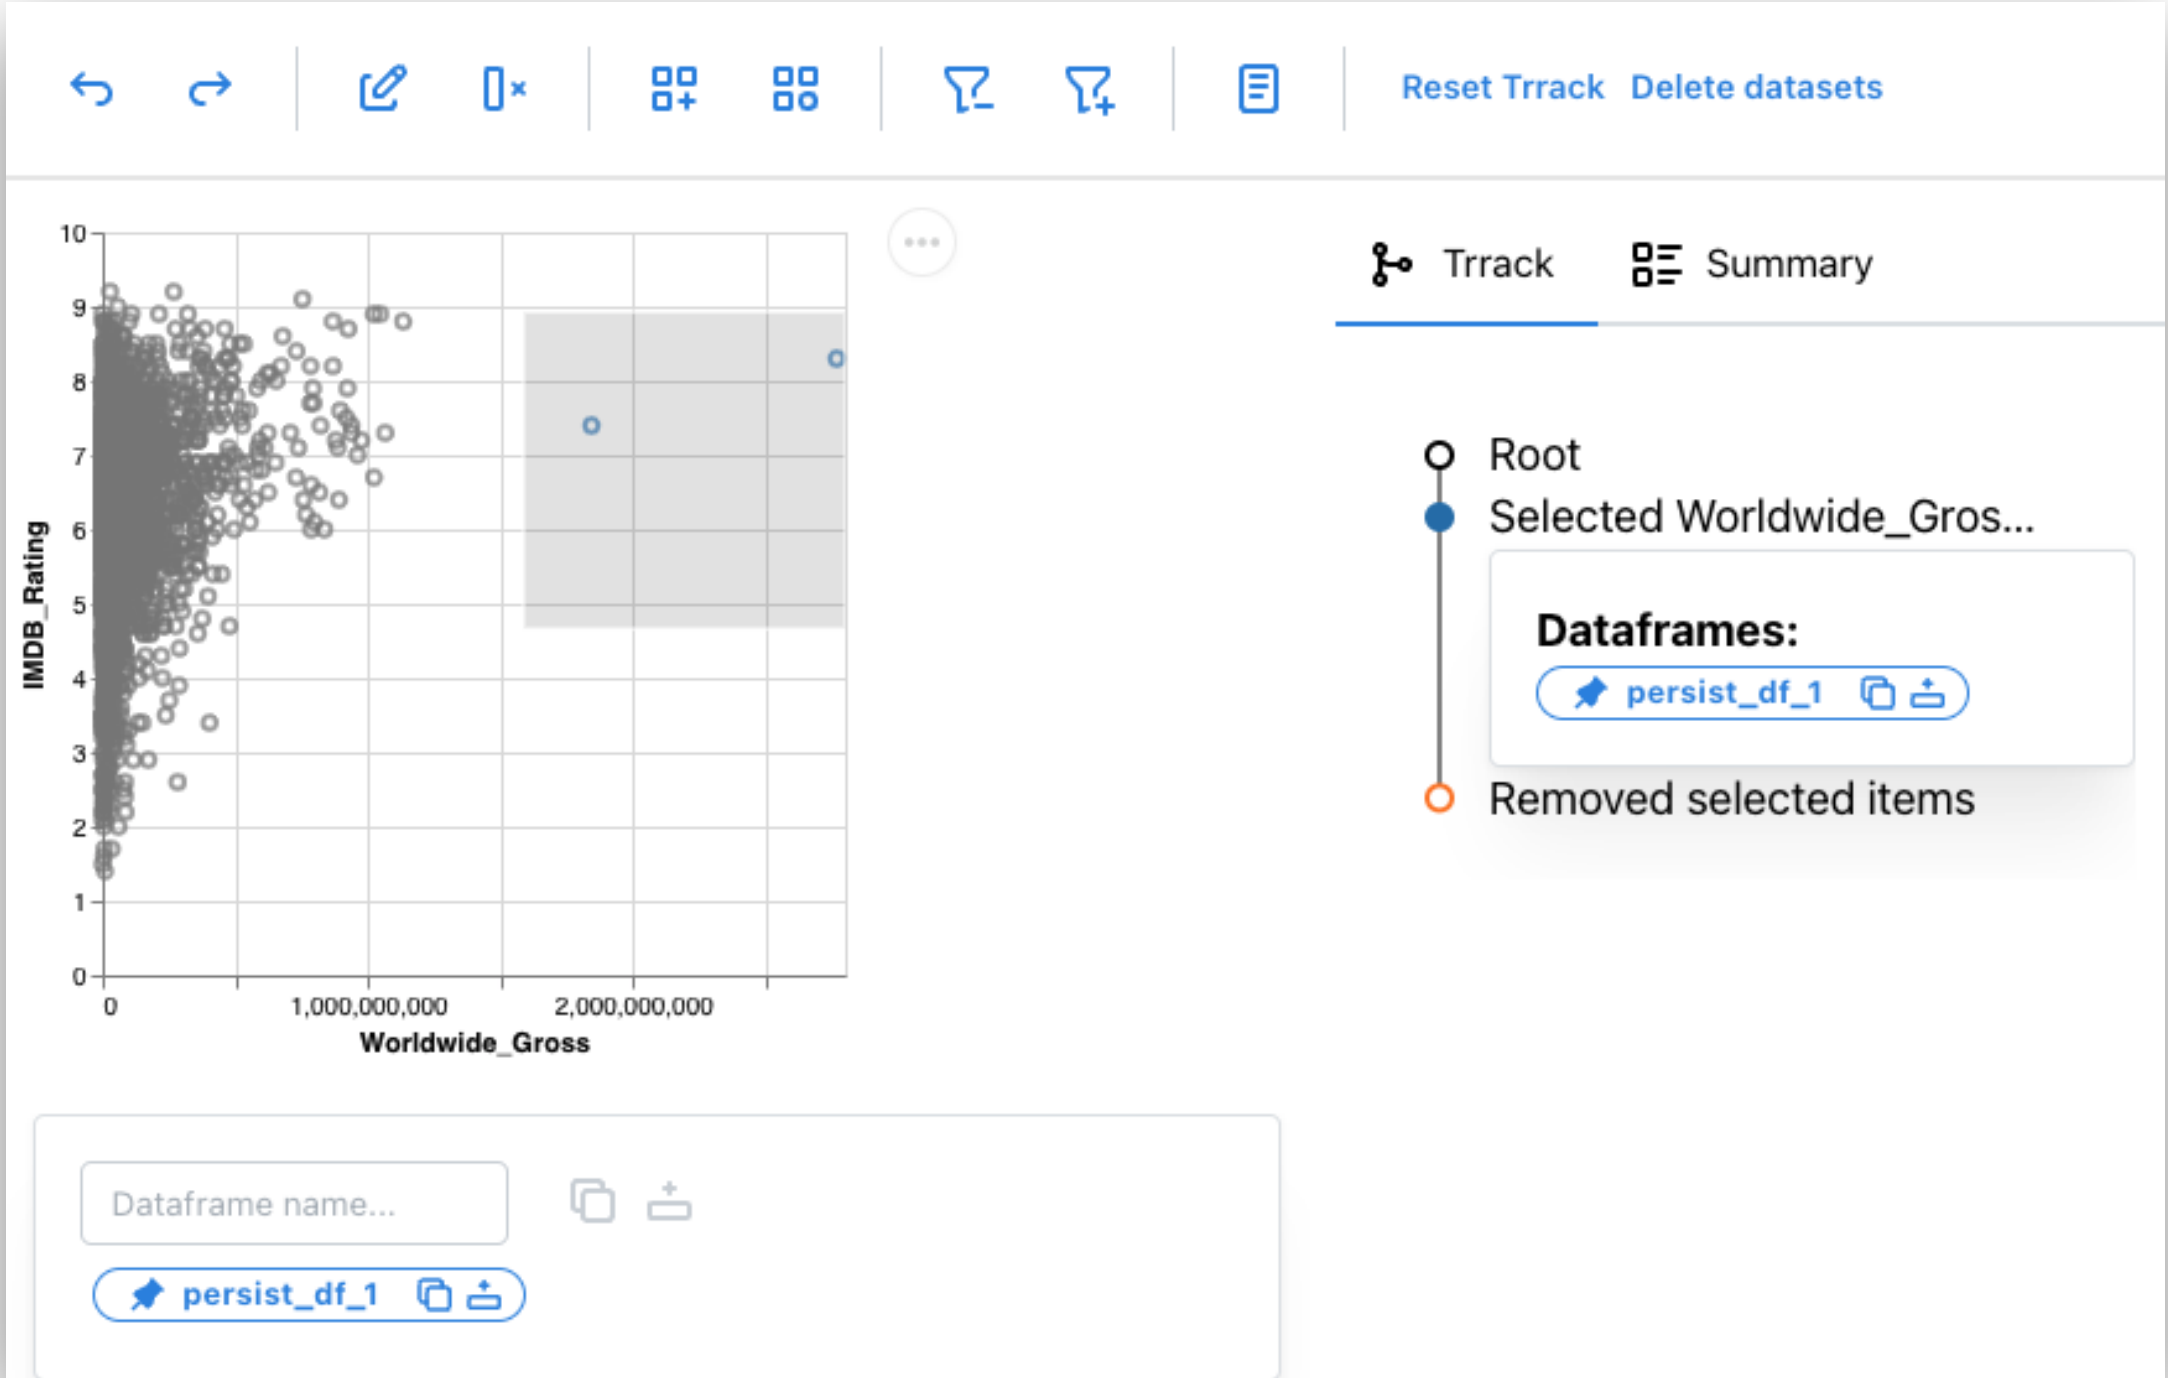 Reset Trrack Delete datasets
Trrack Summary
10
9
8
7
6
5
4
3
2
1
0
IMDB_Rating
0 1,000,000,000 2,000,000,000
Worldwide_Gross
Root
Selected Worldwide_Gros...
Dataframes:
persist_df_1
Removed selected items
Dataframe name...
persist_df_1